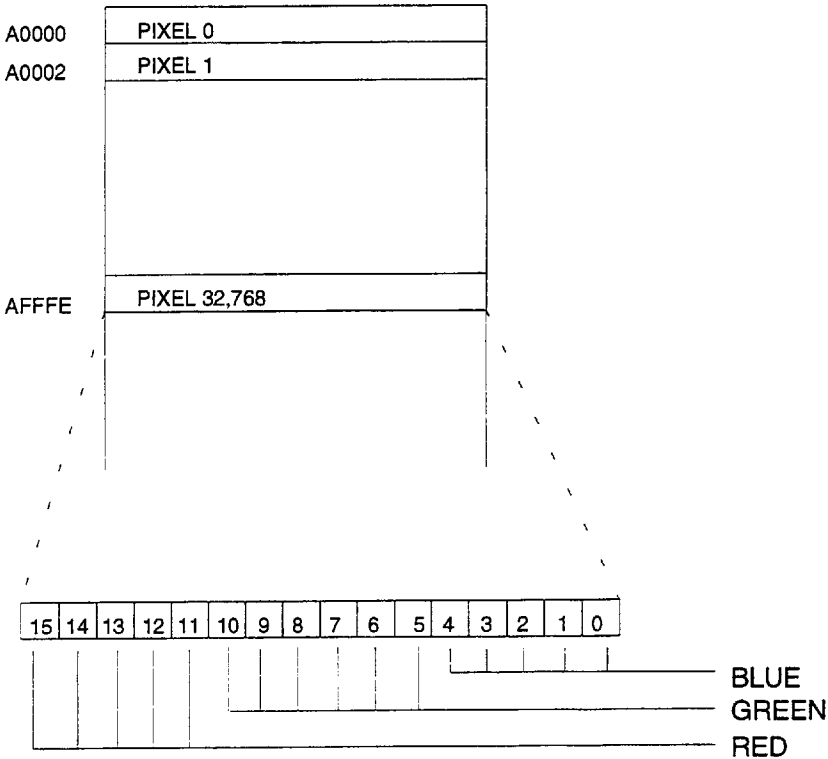 A0000 PIXEL 0
A0002 PIXEL 1
AFFFE PIXEL 32,768
15 14 13 12 11 10 9 8 7 6 5 4 3 2 1 0
BLUE
GREEN
RED